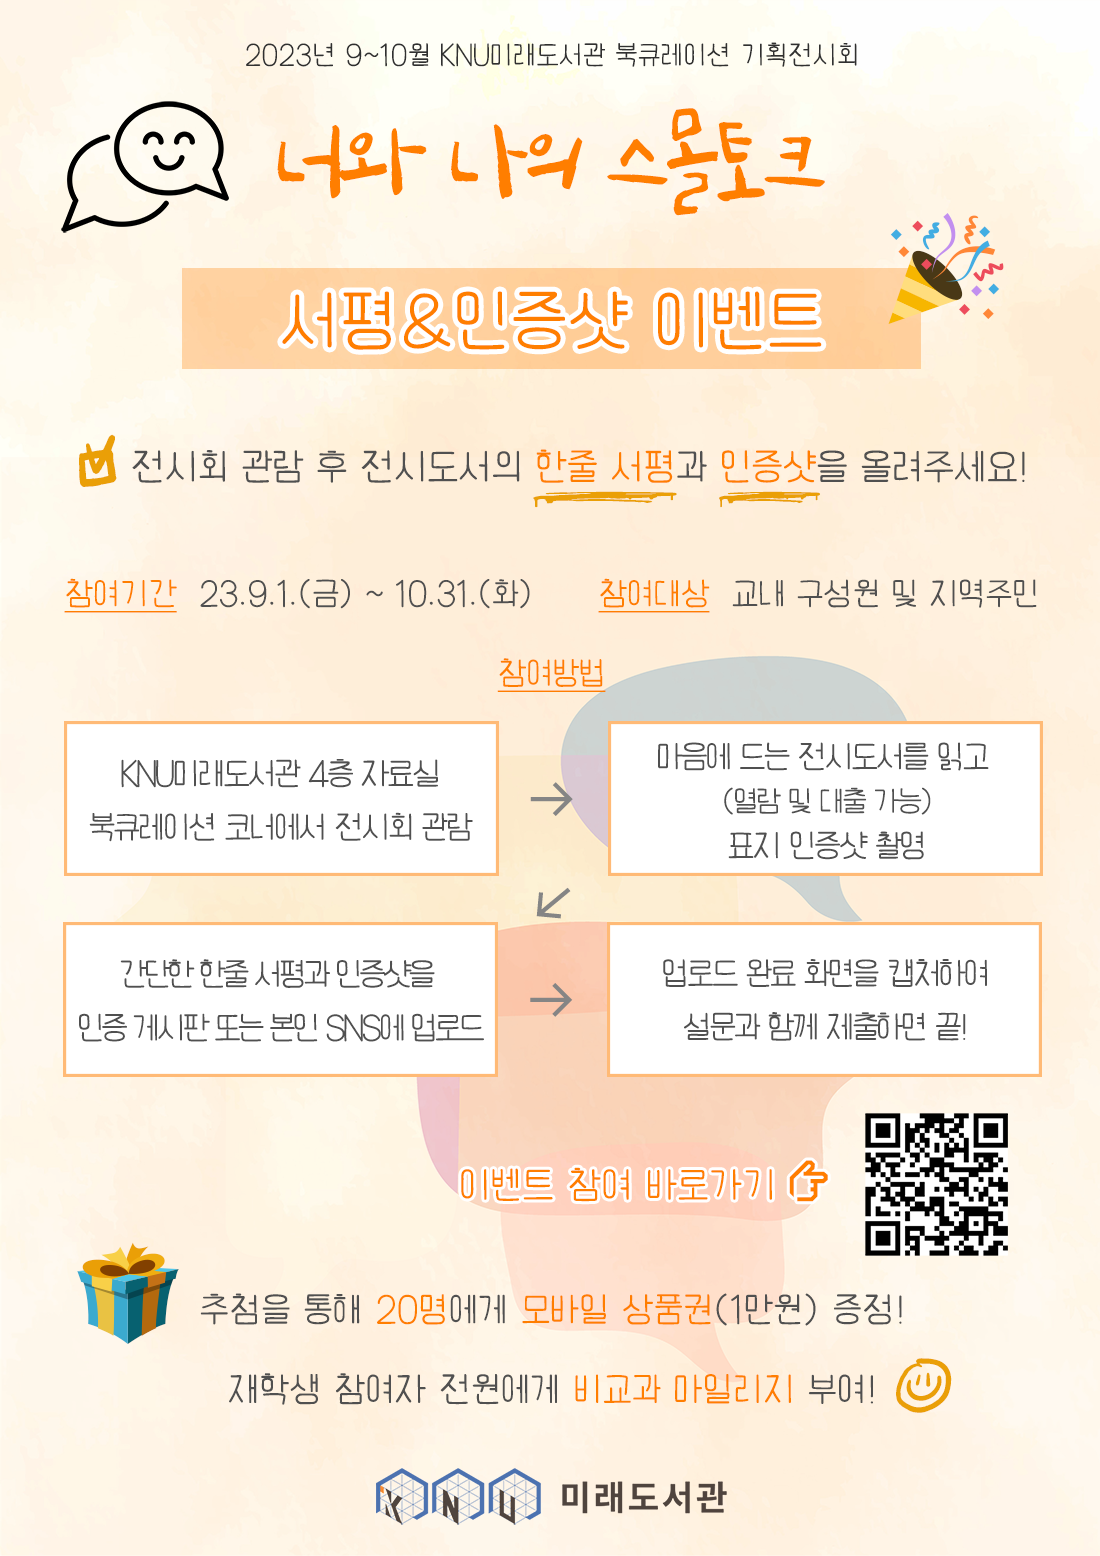 2023년 9~10월 KNU미래도서관 북큐레이션 기획전시회
너와 나의 스몰토크
서평&인증샷 이벤트
전시회 관람 후 전시도서의 한줄 서평과 인증샷을 올려주세요!
참여기간 23.9.1.(금) ~ 10.31.(화) 참여대상 교내 구성원 및 지역주민
참여방법
KNU미래도서관 4층 자료실
북큐레이션 코너에서 전시회 관람
마음에 드는 전시도서를 읽고
(열람 및 대출 가능)
표지 인증샷 촬영
간단한 한줄 서평과 인증샷을
인증 게시판 또는 본인 SNS에 업로드
업로드 완료 화면을 캡처하여
설문과 함께 제출하면 끝!
이벤트 참여 바로가기
추첨을 통해 20명에게 모바일 상품권(1만원) 증정!
재학생 참여자 전원에게 비교과 마일리지 부여!
KNU 미래도서관